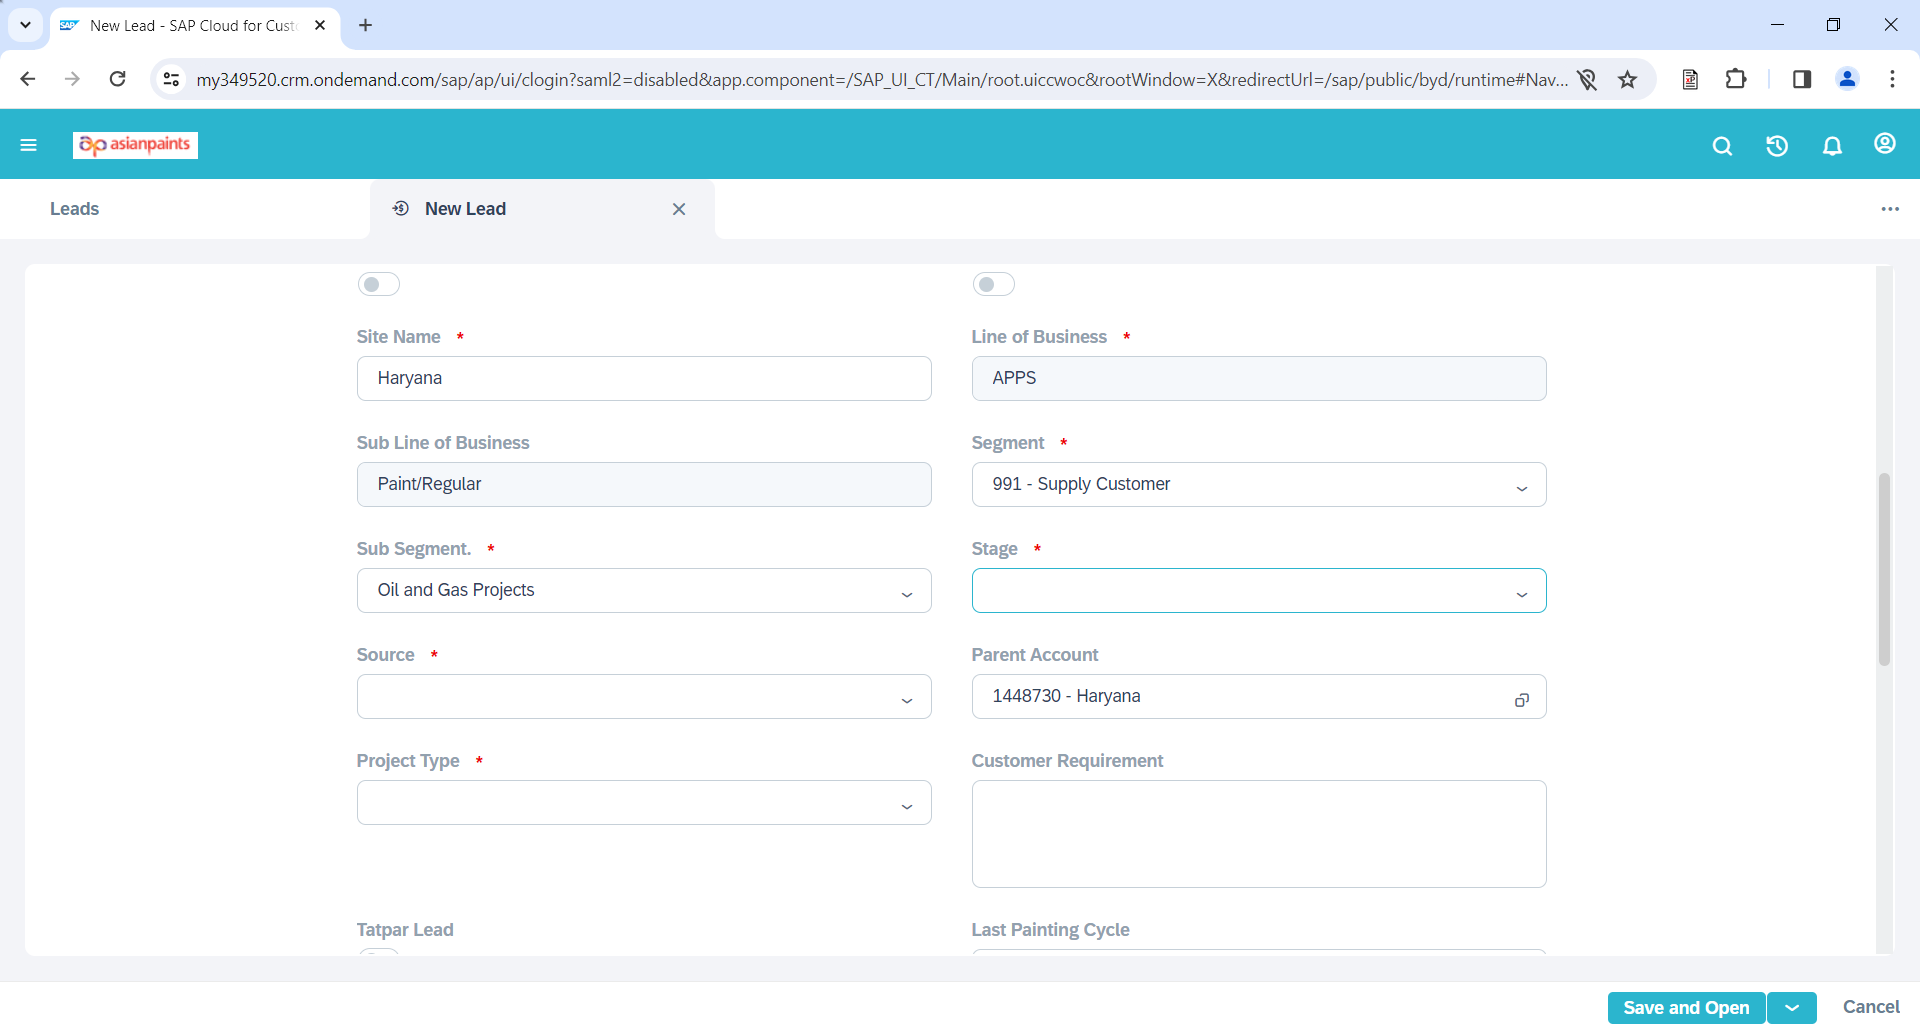 New Lead - SAP Cloud for Cust
my349520.crm.ondemand.com/sap/ap/ui/clogin?saml2=disabled&app.component=/SAP_UI_CT/Main/root.uiccwoc&rootWindow=X&redirectUrl=/sap/public/byd/runtime#Nav...
ap asianpaints
Leads
New Lead
Site Name *
Line of Business *
Haryana
APPS
Sub Line of Business
Segment *
Paint/Regular
991 - Supply Customer
Sub Segment. *
Stage *
Oil and Gas Projects
Source *
Parent Account
1448730 - Haryana
Project Type *
Customer Requirement
Tatpar Lead
Last Painting Cycle
Save and Open
Cancel